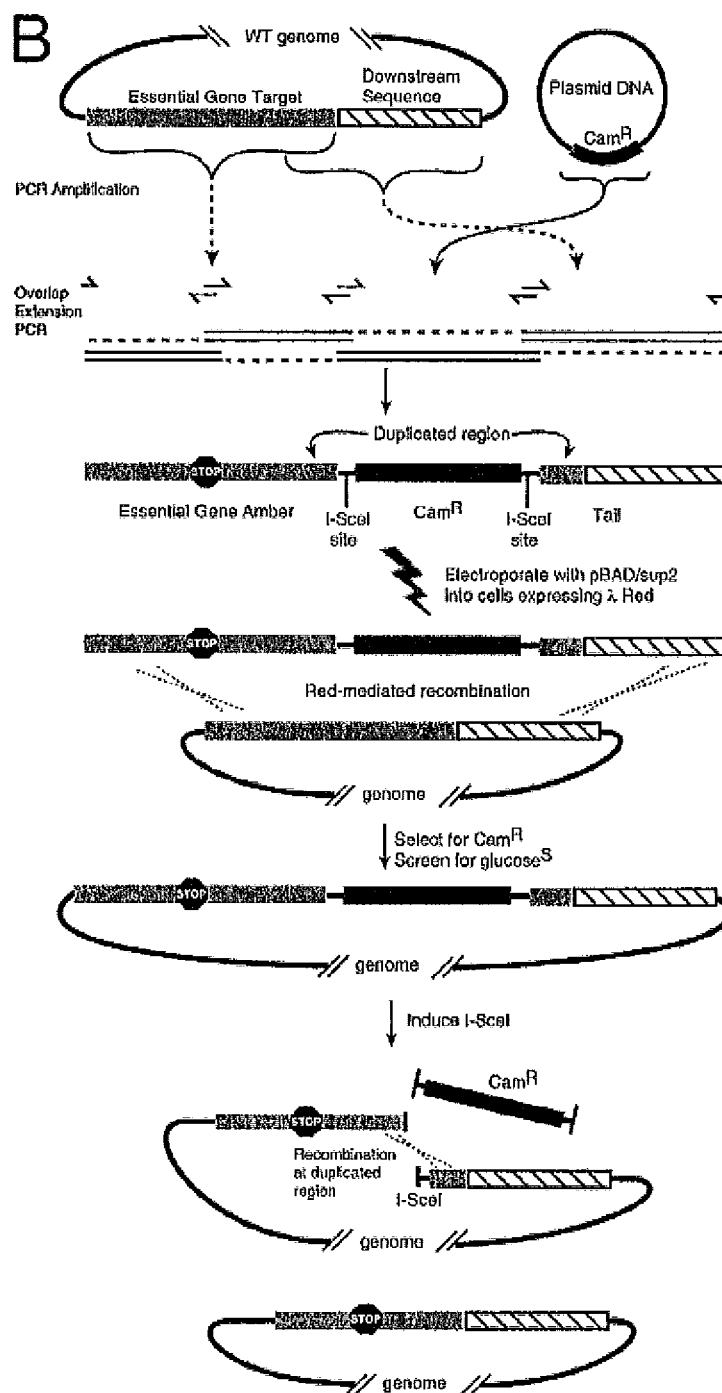 B
WT genome
Essential Gene Target
Downstream
Sequence
Plasmid DNA
CamR
PCR Amplification
Overlap
Extension
PCR
Duplicated region
STOP
Essential Gene Amber
I-SceI
site
CamR
I-SceI
site
Tail
Electroporate with pBAD/sup2
Into cells expressing λ Red
STOP
Red-mediated recombination
genome
Select for CamR
Screen for glucoseS
STOP
genome
Induce I-SceI
CamR
STOP
Recombination
at duplicated
region
I-SceI
genome
STOP
genome